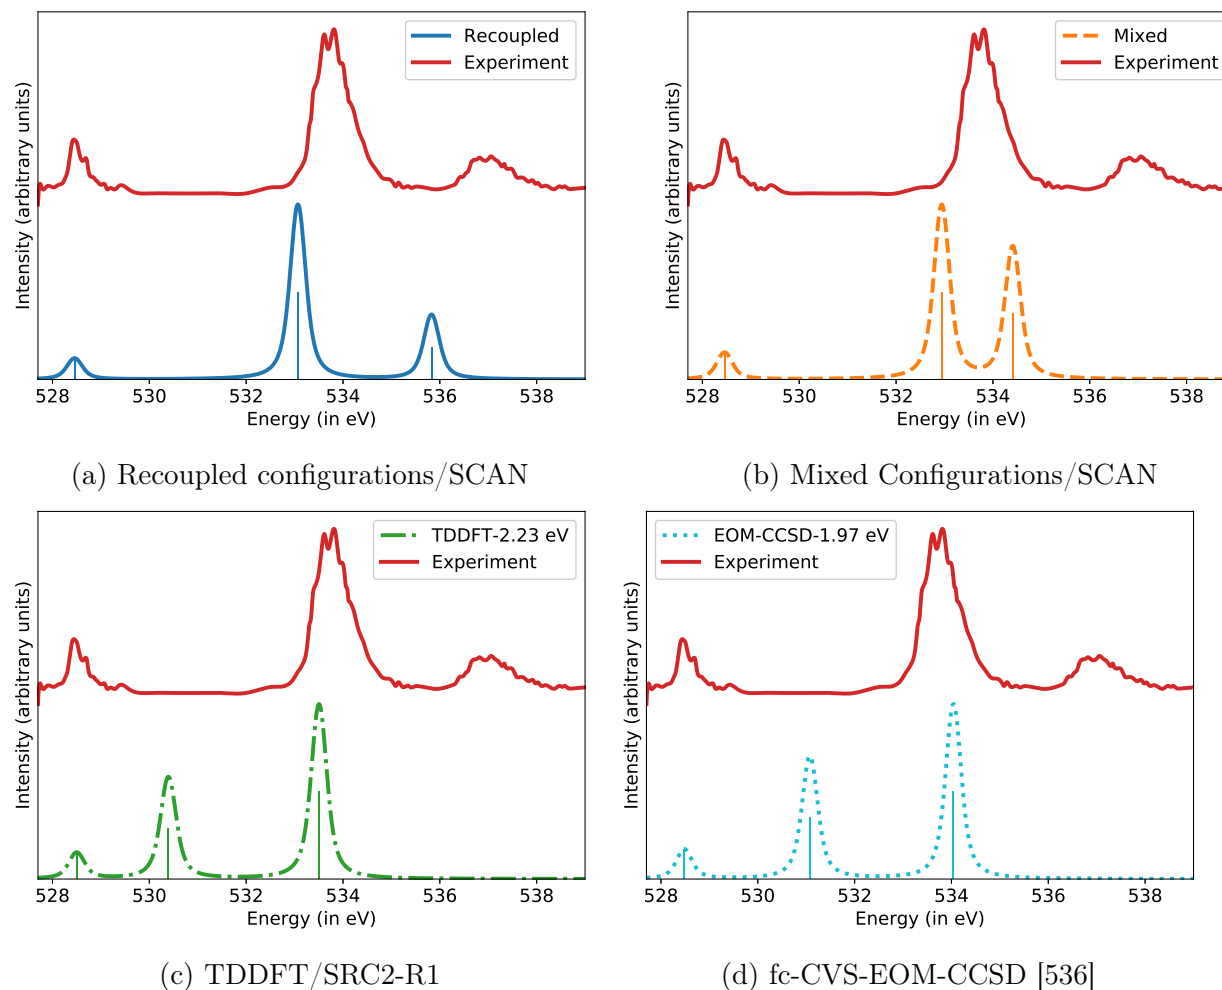 Recoupled
Experiment
Intensity (arbitrary units)
528 530 532 534 536 538
Energy (in eV)
(a) Recoupled configurations/SCAN
Mixed
Experiment
Intensity (arbitrary units)
528 530 532 534 536 538
Energy (in eV)
(b) Mixed Configurations/SCAN
TDDFT-2.23 eV
Experiment
Intensity (arbitrary units)
528 530 532 534 536 538
Energy (in eV)
(c) TDDFT/SRC2-R1
EOM-CCSD-1.97 eV
Experiment
Intensity (arbitrary units)
528 530 532 534 536 538
Energy (in eV)
(d) fc-CVS-EOM-CCSD [536]